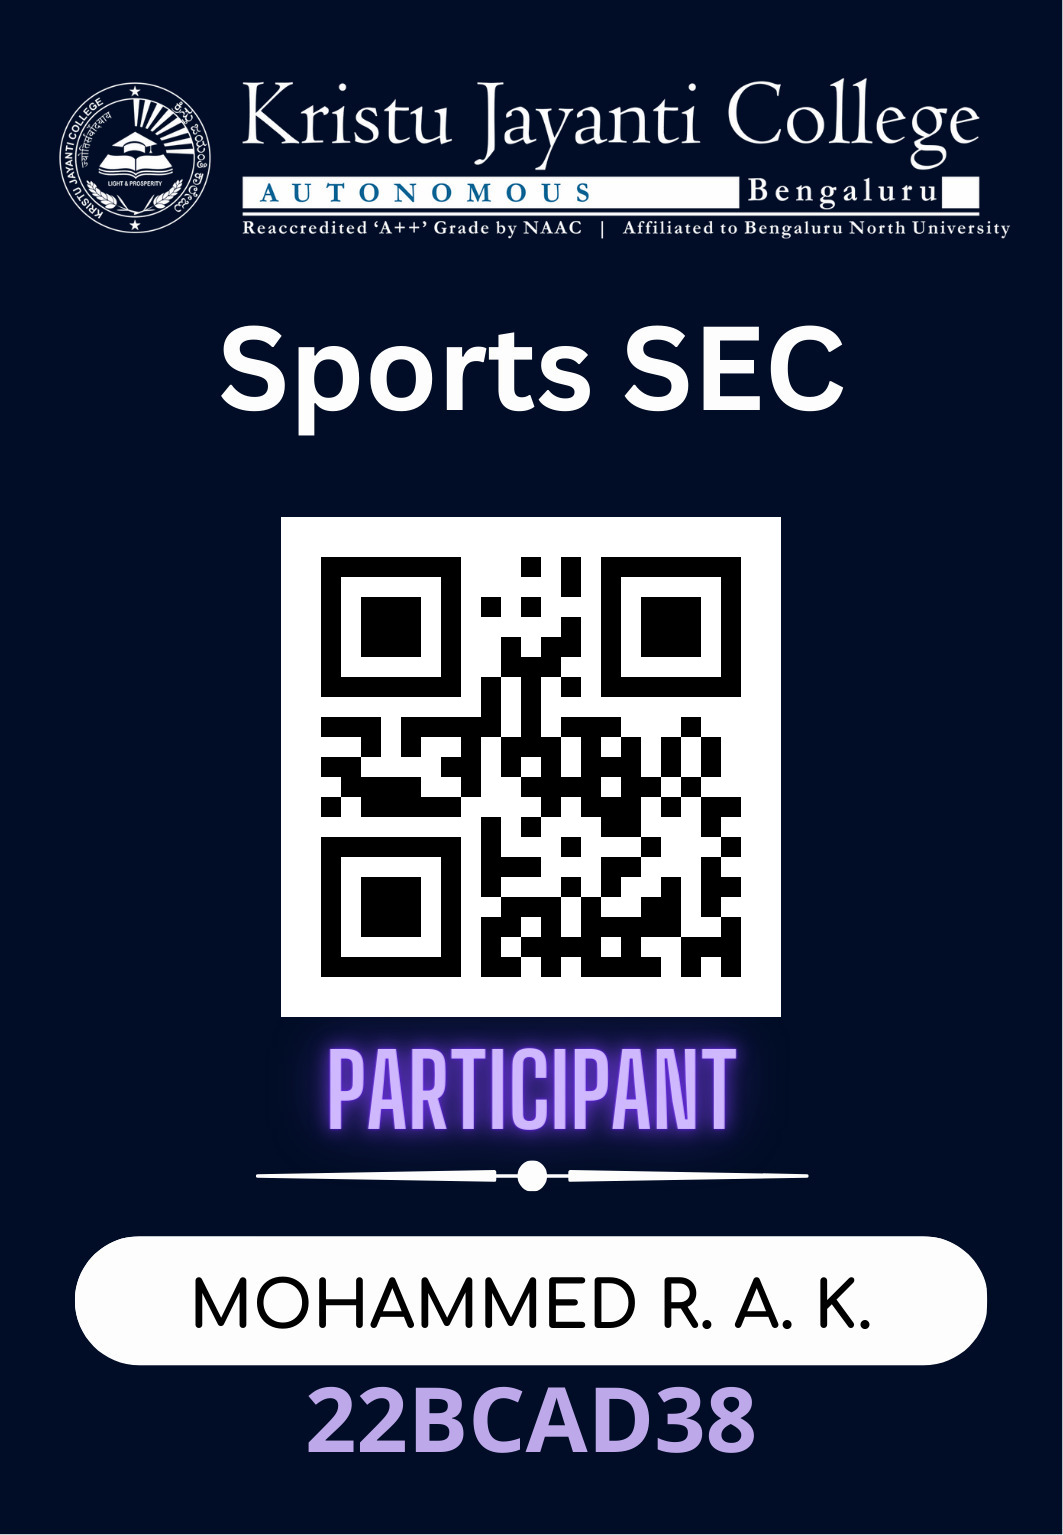 Kristu Jayanti College
AUTONOMOUS Bengaluru
Reaccredited ‘A++’ Grade by NAAC | Affiliated to Bengaluru North University
KRISTU JAYANTI COLLEGE
ಕ್ರಿಸ್ತು ಜಯಂತಿ ಕಾಲೇಜು
LIGHT & PROSPERITY
Sports SEC
PARTICIPANT
MOHAMMED R. A. K.
22BCAD38